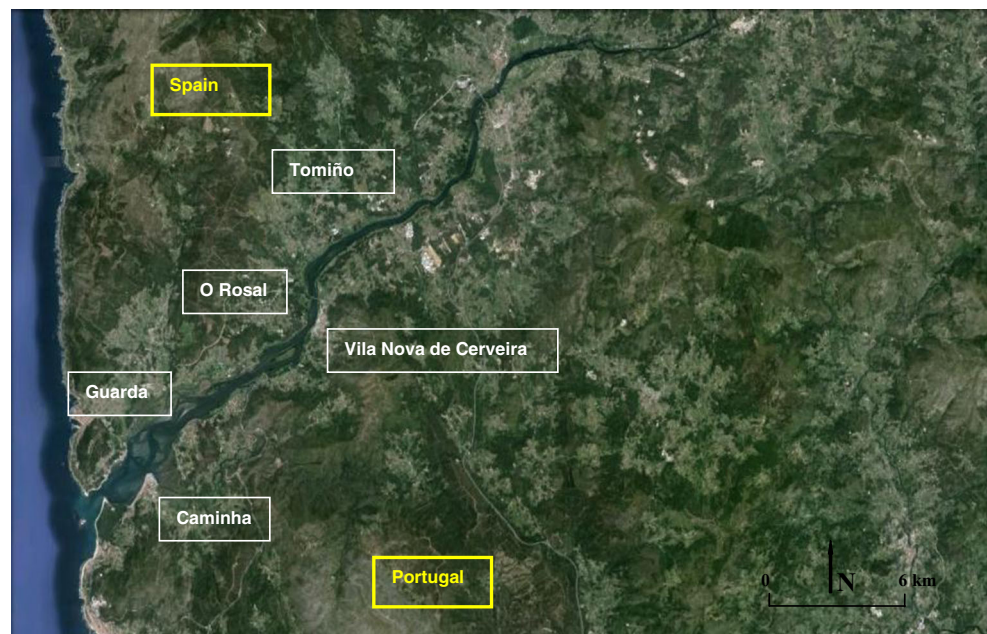 Spain
Tomiño
O Rosal
Vila Nova de Cerveira
Guarda
Caminha
Portugal
0 N 6 km